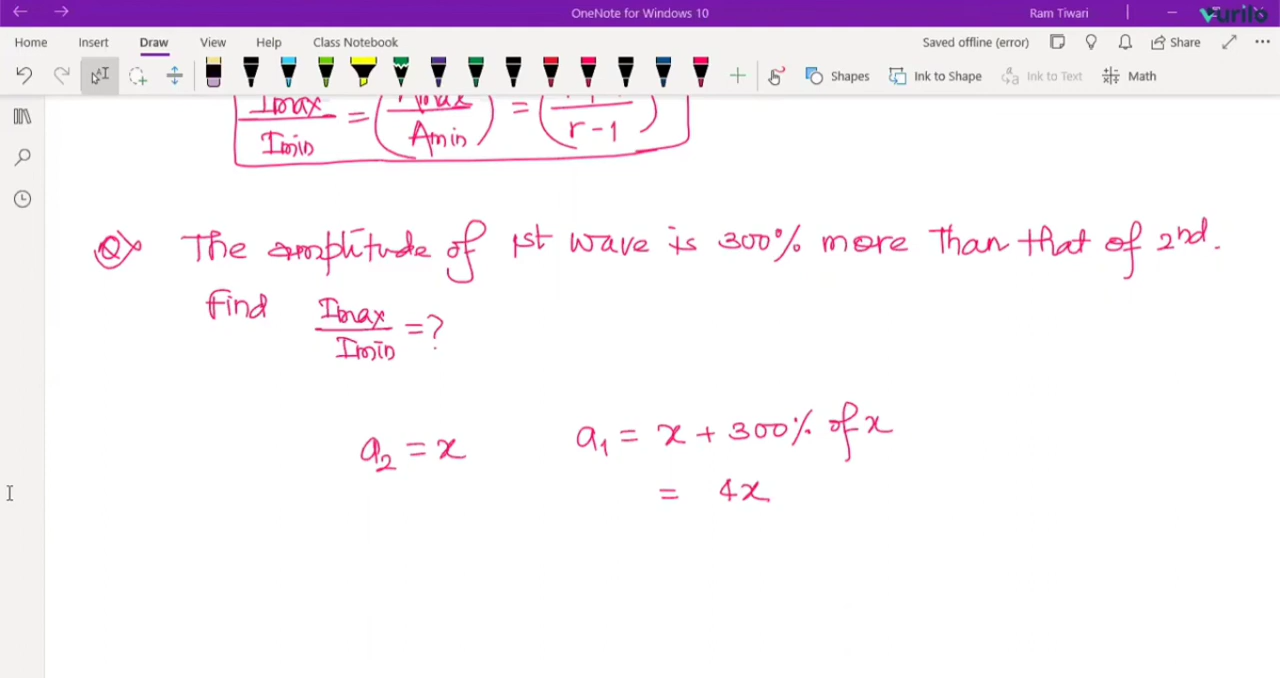 OneNote for Windows 10
Ram Tiwari
Vurilo
Home Insert Draw View Help Class Notebook
Saved offline (error) Share
Shapes Ink to Shape Ink to Text Math
Imax/Imin = (/Amin) = (/r-1)
Q The amplitude of 1st wave is 300% more Than that of 2nd.
Find Imax/Imin = ?
a2 = x a1 = x + 300% of x
= 4x